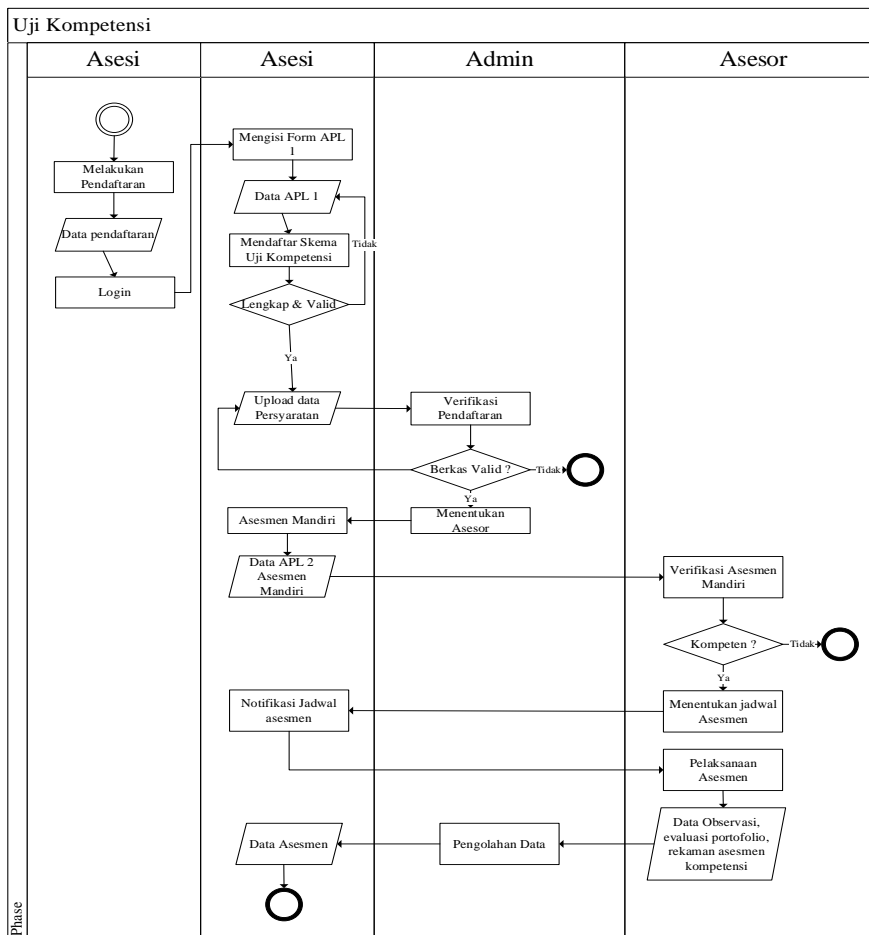 Uji Kompetensi
Asesi
Asesi
Admin
Asesor
Phase
Melakukan
Pendaftaran
Data pendaftaran
Login
Mengisi Form APL
1
Data APL 1
Mendaftar Skema
Uji Kompetensi
Tidak
Lengkap & Valid
Ya
Upload data
Persyaratan
Verifikasi
Pendaftaran
Berkas Valid ?
Tidak
Ya
Menentukan
Asesor
Asesmen Mandiri
Data APL 2
Asesmen
Mandiri
Verifikasi Asesmen
Mandiri
Kompeten ?
Tidak
Ya
Menentukan jadwal
Asesmen
Notifikasi Jadwal
asesmen
Pelaksanaan
Asesmen
Data Observasi,
evaluasi portofolio,
rekaman asesmen
kompetensi
Pengolahan Data
Data Asesmen